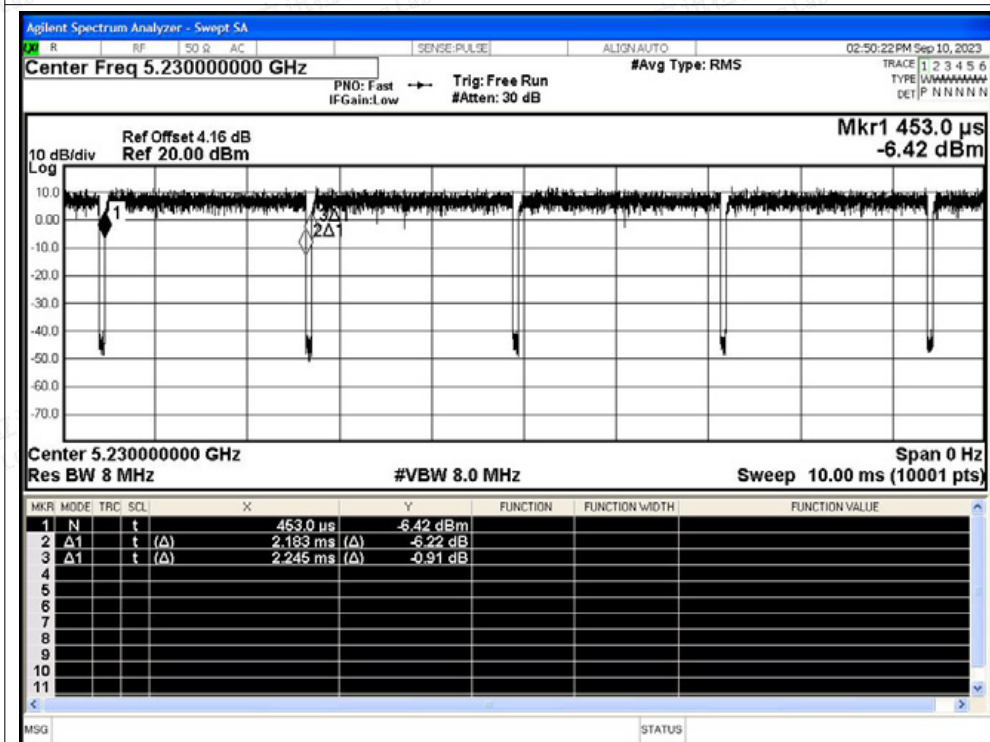 Agilent Spectrum Analyzer - Swept SA
R RF 50 Ω AC SENSE:PULSE ALIGN AUTO 02:50:22 PM Sep 10, 2023
Center Freq 5.230000000 GHz #Avg Type: RMS TRACE 1 2 3 4 5 6
PNO: Fast Trig: Free Run TYPE WWWWWW
IFGain:Low #Atten: 30 dB DET P N N N N N
Mkr1 453.0 µs
Ref Offset 4.16 dB
10 dB/div Ref 20.00 dBm -6.42 dBm
Log
10.0
1
0.00
3Δ1
2Δ1
-10.0
-20.0
-30.0
-40.0
-50.0
-60.0
-70.0
Center 5.230000000 GHz Span 0 Hz
Res BW 8 MHz #VBW 8.0 MHz Sweep 10.00 ms (10001 pts)
MKR MODE TRC SCL X Y FUNCTION FUNCTION WIDTH FUNCTION VALUE
1 N t 453.0 µs -6.42 dBm
2 Δ1 t (Δ) 2.183 ms (Δ) -6.22 dB
3 Δ1 t (Δ) 2.245 ms (Δ) -0.91 dB
4
5
6
7
8
9
10
11
MSG STATUS